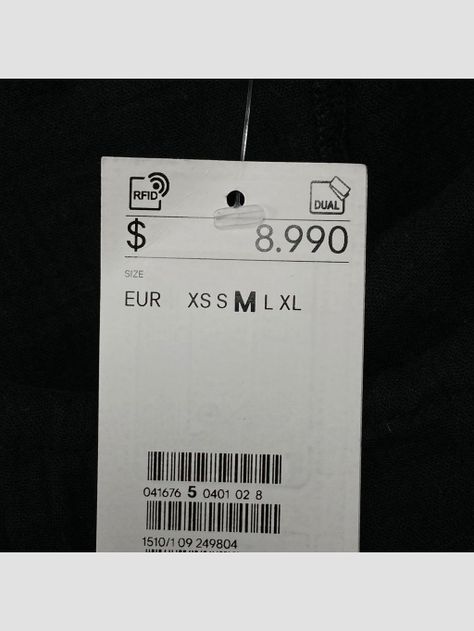 RFID DUAL
$ 8.990
SIZE
EUR XS S M L XL
041676 5 0401 02 8
1510/1 09 249804